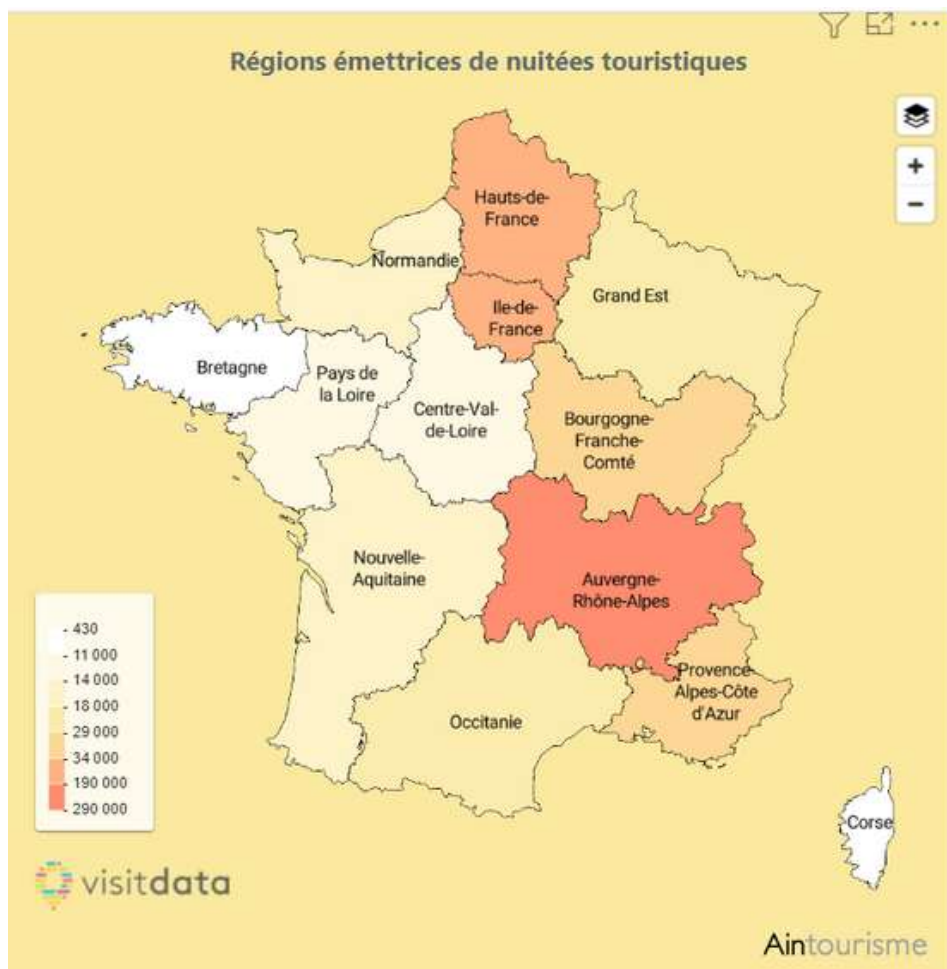 Régions émettrices de nuitées touristiques
Hauts-de-
France
Normandie
Ile-de-
France
Grand Est
Bretagne
Pays de
la Loire
Centre-Val-
de-Loire
Bourgogne-
Franche-
Comté
Nouvelle-
Aquitaine
Auvergne-
Rhône-Alpes
Provence-
Alpes-Côte
d'Azur
Occitanie
Corse
430
11 000
14 000
18 000
29 000
34 000
190 000
290 000
visitdata
Aintourisme